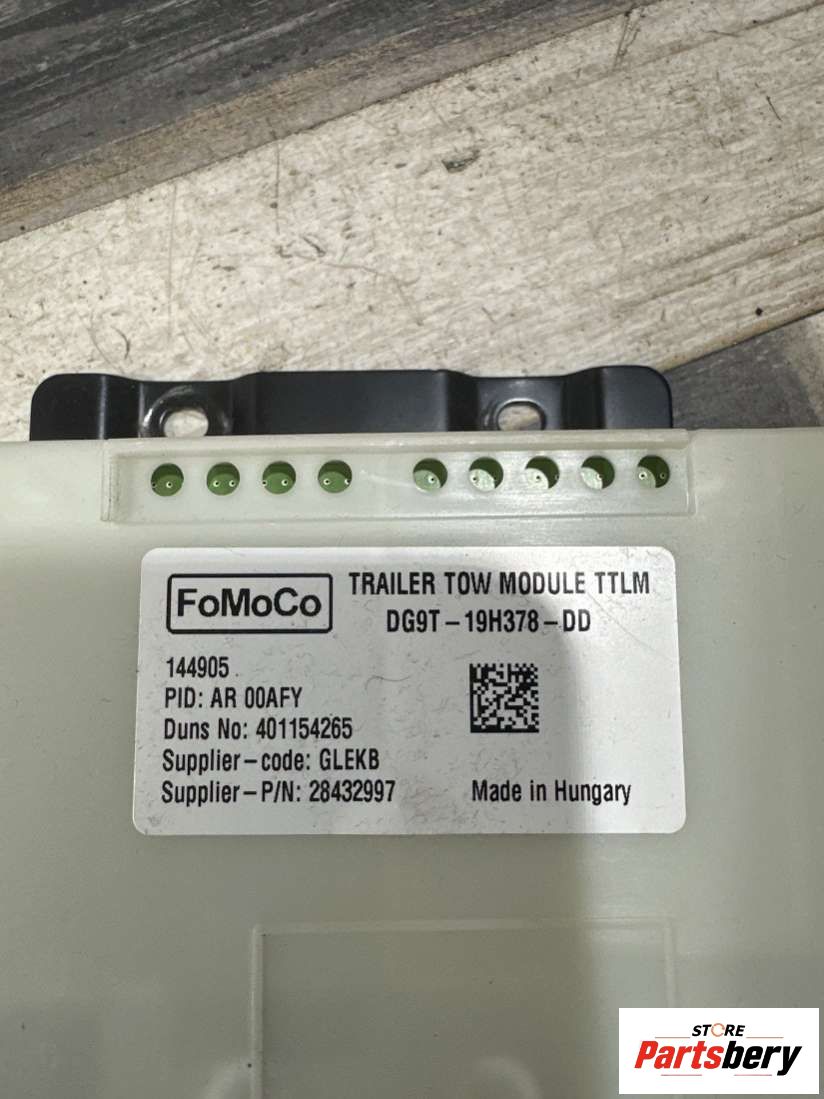 FoMoCo
TRAILER TOW MODULE TTLM
DG9T-19H378-DD
144905
PID: AR 00AFY
Duns No: 401154265
Supplier-code: GLEKB
Supplier-P/N: 28432997
Made in Hungary
STORE
Partsbery